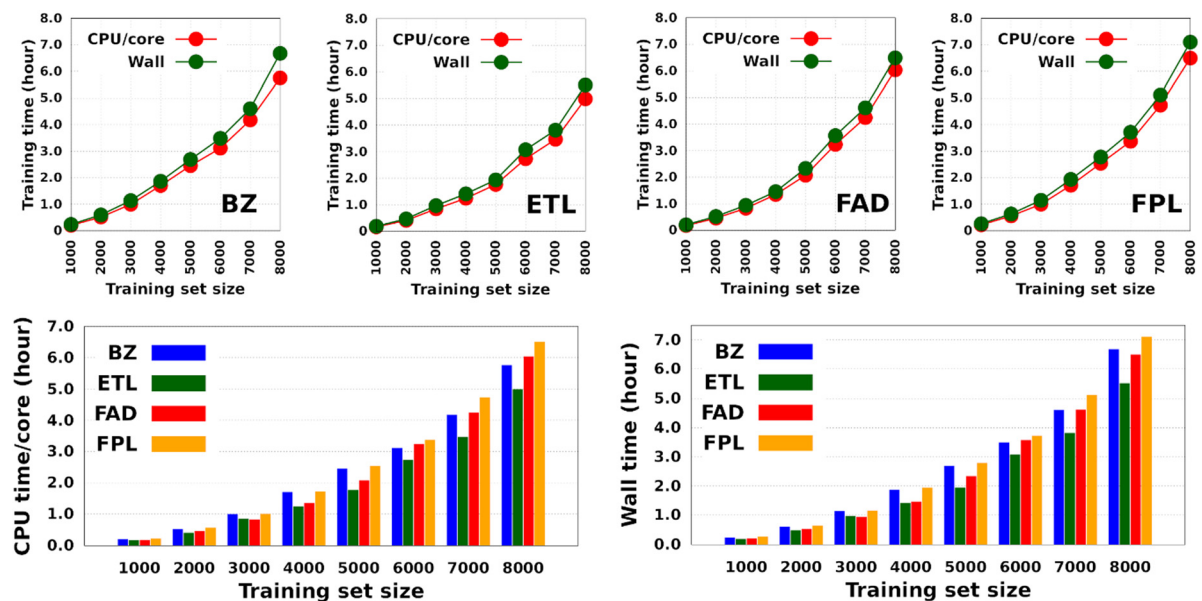 8.0
7.0
6.0
5.0
4.0
3.0
2.0
1.0
0.0
Training time (hour)
CPU/core
Wall
BZ
1000
2000
3000
4000
5000
6000
7000
8000
Training set size
8.0
7.0
6.0
5.0
4.0
3.0
2.0
1.0
0.0
Training time (hour)
CPU/core
Wall
ETL
1000
2000
3000
4000
5000
6000
7000
8000
Training set size
8.0
7.0
6.0
5.0
4.0
3.0
2.0
1.0
0.0
Training time (hour)
CPU/core
Wall
FAD
1000
2000
3000
4000
5000
6000
7000
8000
Training set size
8.0
7.0
6.0
5.0
4.0
3.0
2.0
1.0
0.0
Training time (hour)
CPU/core
Wall
FPL
1000
2000
3000
4000
5000
6000
7000
8000
Training set size
7.0
6.0
5.0
4.0
3.0
2.0
1.0
0.0
CPU time/core (hour)
BZ
ETL
FAD
FPL
1000 2000 3000 4000 5000 6000 7000 8000
Training set size
7.0
6.0
5.0
4.0
3.0
2.0
1.0
0.0
Wall time (hour)
BZ
ETL
FAD
FPL
1000 2000 3000 4000 5000 6000 7000 8000
Training set size